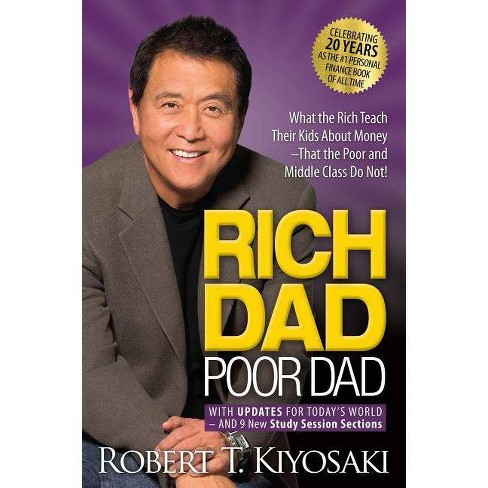 CELEBRATING
20 YEARS
AS THE #1 PERSONAL
FINANCE BOOK
OF ALL TIME
What the Rich Teach
Their Kids About Money
–That the Poor and
Middle Class Do Not!
RICH
DAD
POOR DAD
WITH UPDATES FOR TODAY'S WORLD
– AND 9 New Study Session Sections
ROBERT T. KIYOSAKI